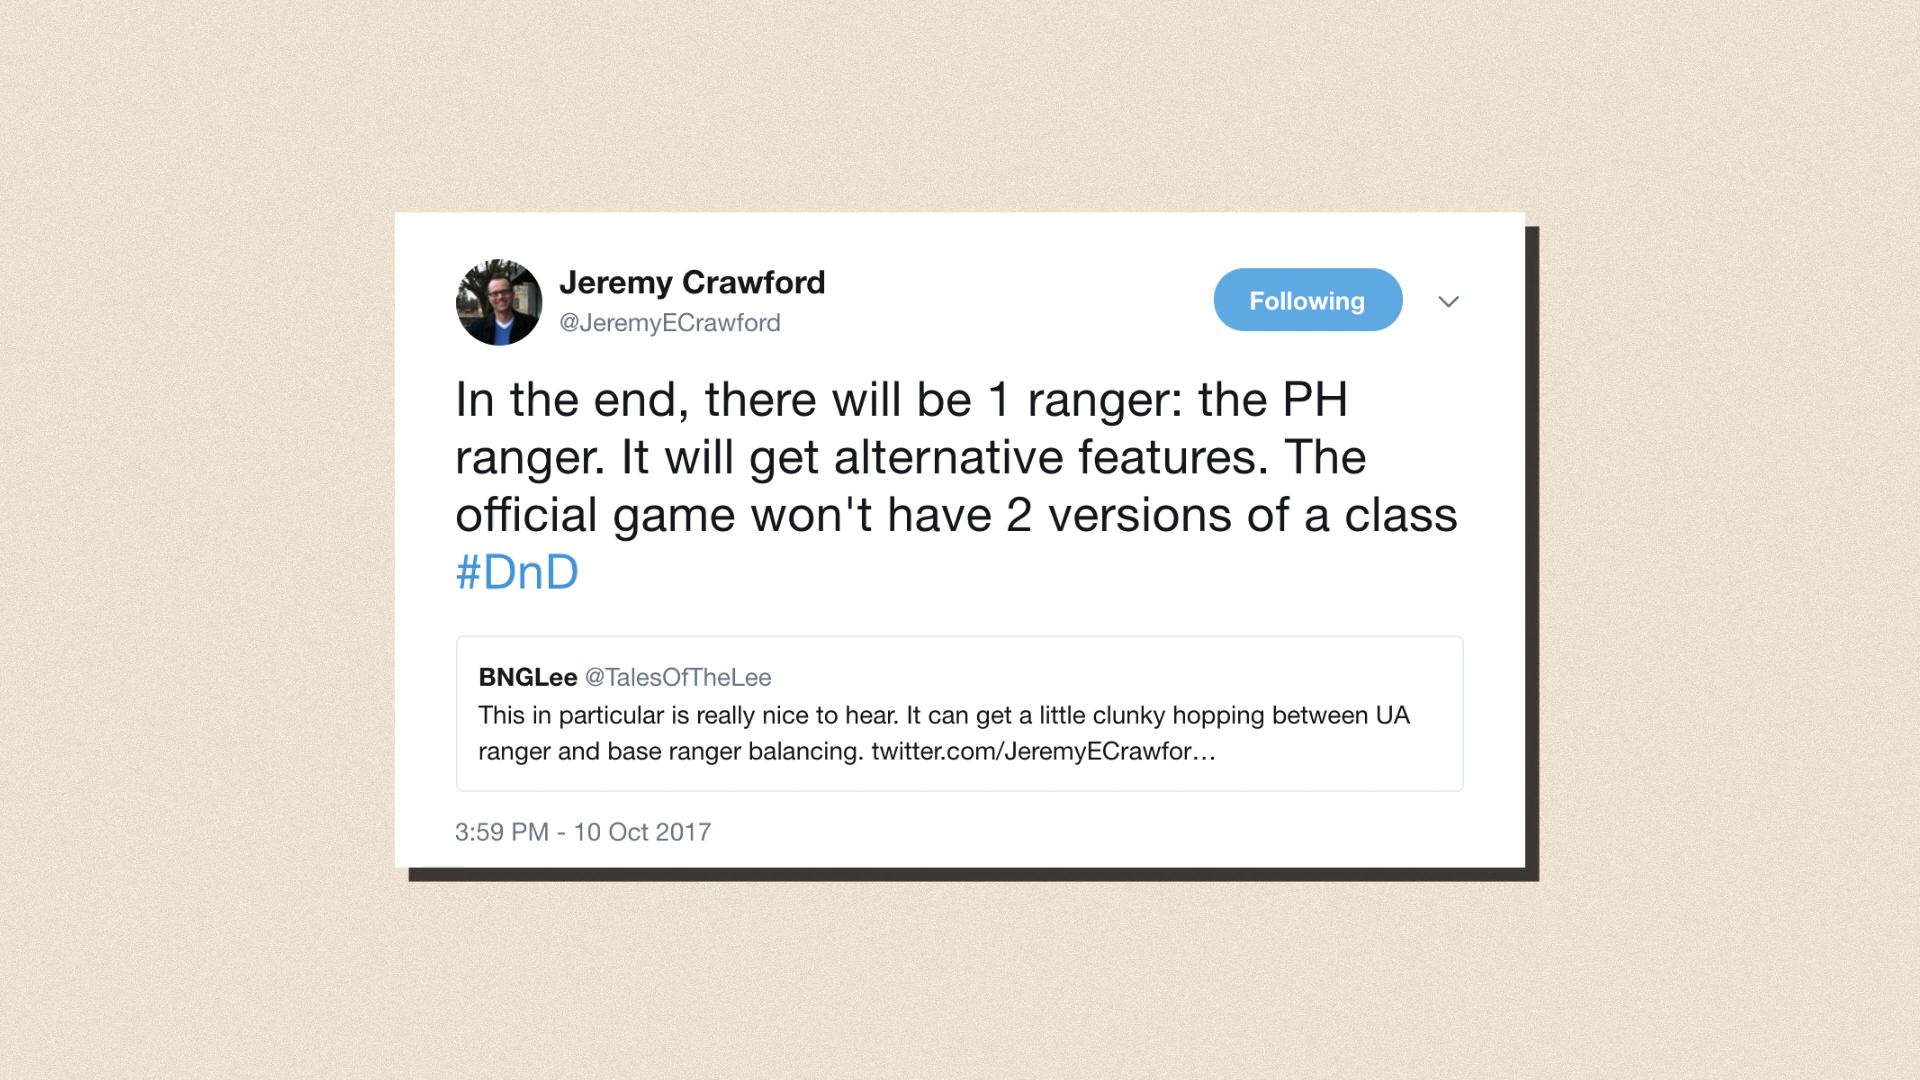 Jeremy Crawford
@JeremyECrawford
Following
In the end, there will be 1 ranger: the PH
ranger. It will get alternative features. The
official game won't have 2 versions of a class
#DnD
BNGLee @TalesOfTheLee
This in particular is really nice to hear. It can get a little clunky hopping between UA
ranger and base ranger balancing. twitter.com/JeremyECrawfor…
3:59 PM - 10 Oct 2017